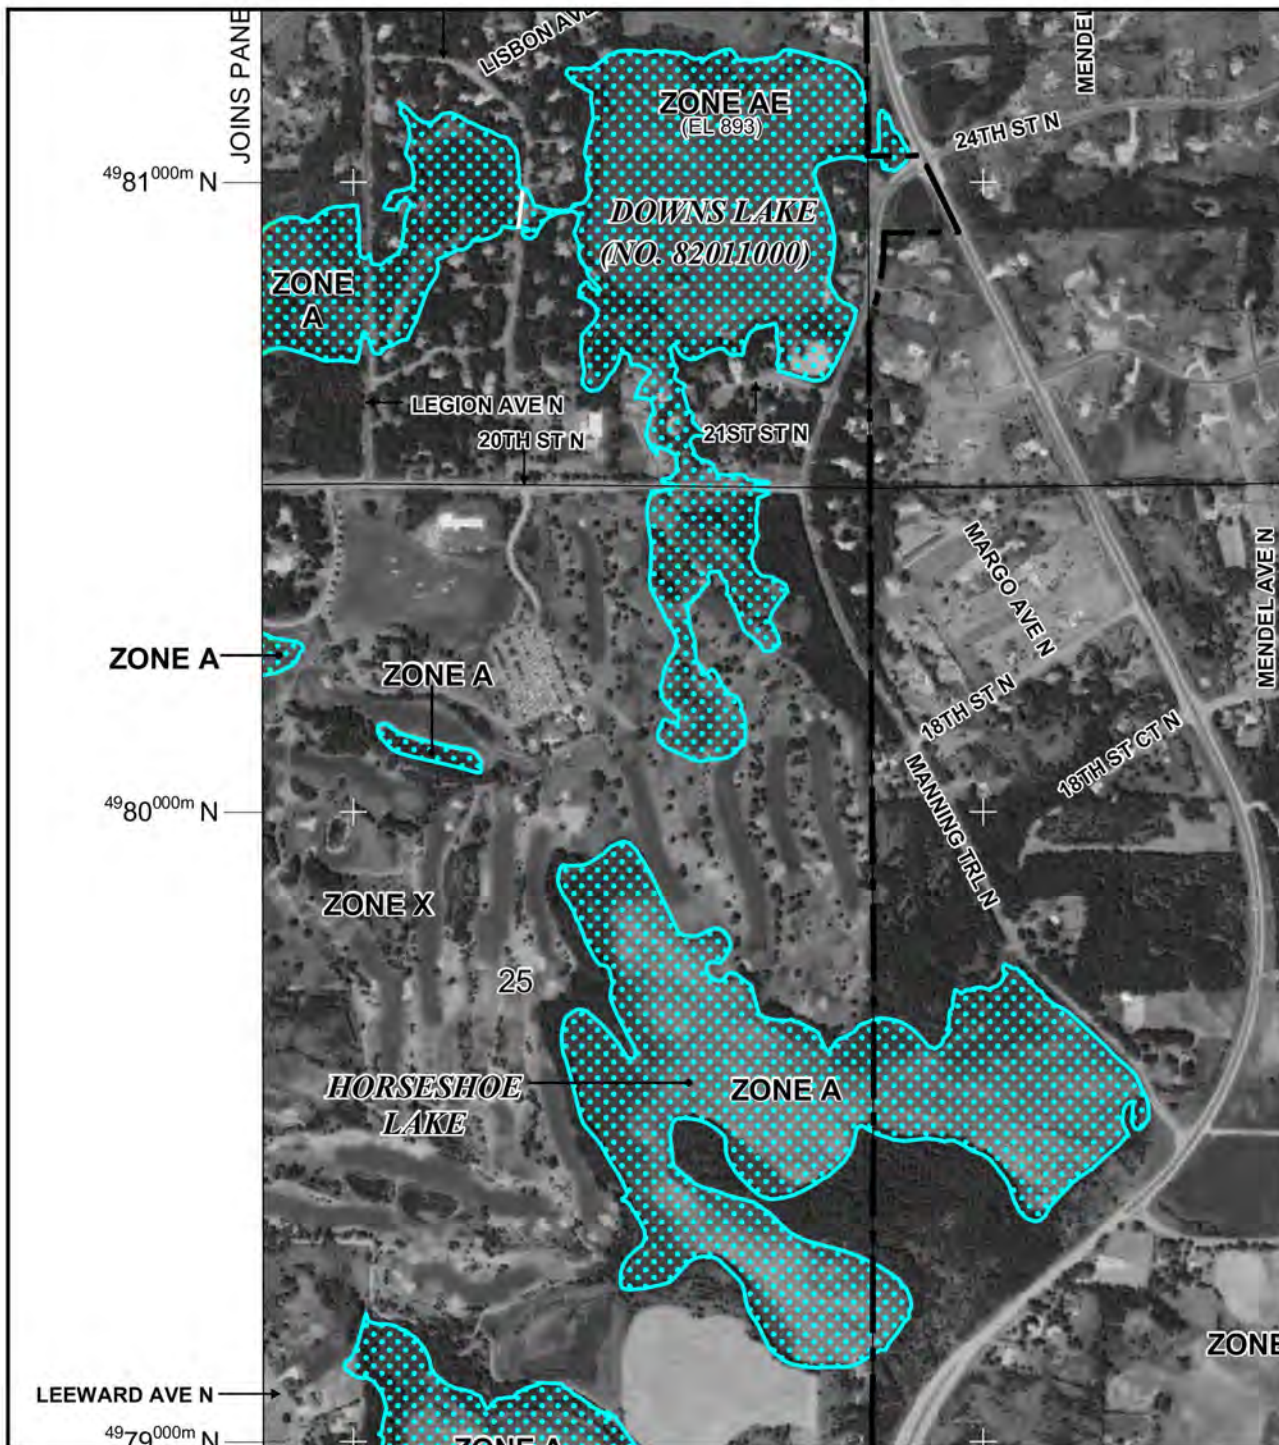 JOINS PANE
LISBON AVE
MENDEL
ZONE AE
(EL 893)
24TH ST N
4981000m N
DOWNS LAKE
(NO. 82011000)
ZONE
A
LEGION AVE N
20TH ST N
21ST ST N
MARGO AVE N
MENDEL AVE N
ZONE A
ZONE A
18TH ST N
18TH ST CT N
MANNING TRL N
4980000m N
ZONE X
25
HORSESHOE
LAKE
ZONE A
ZONE
LEEWARD AVE N
4979000m N
ZONE A